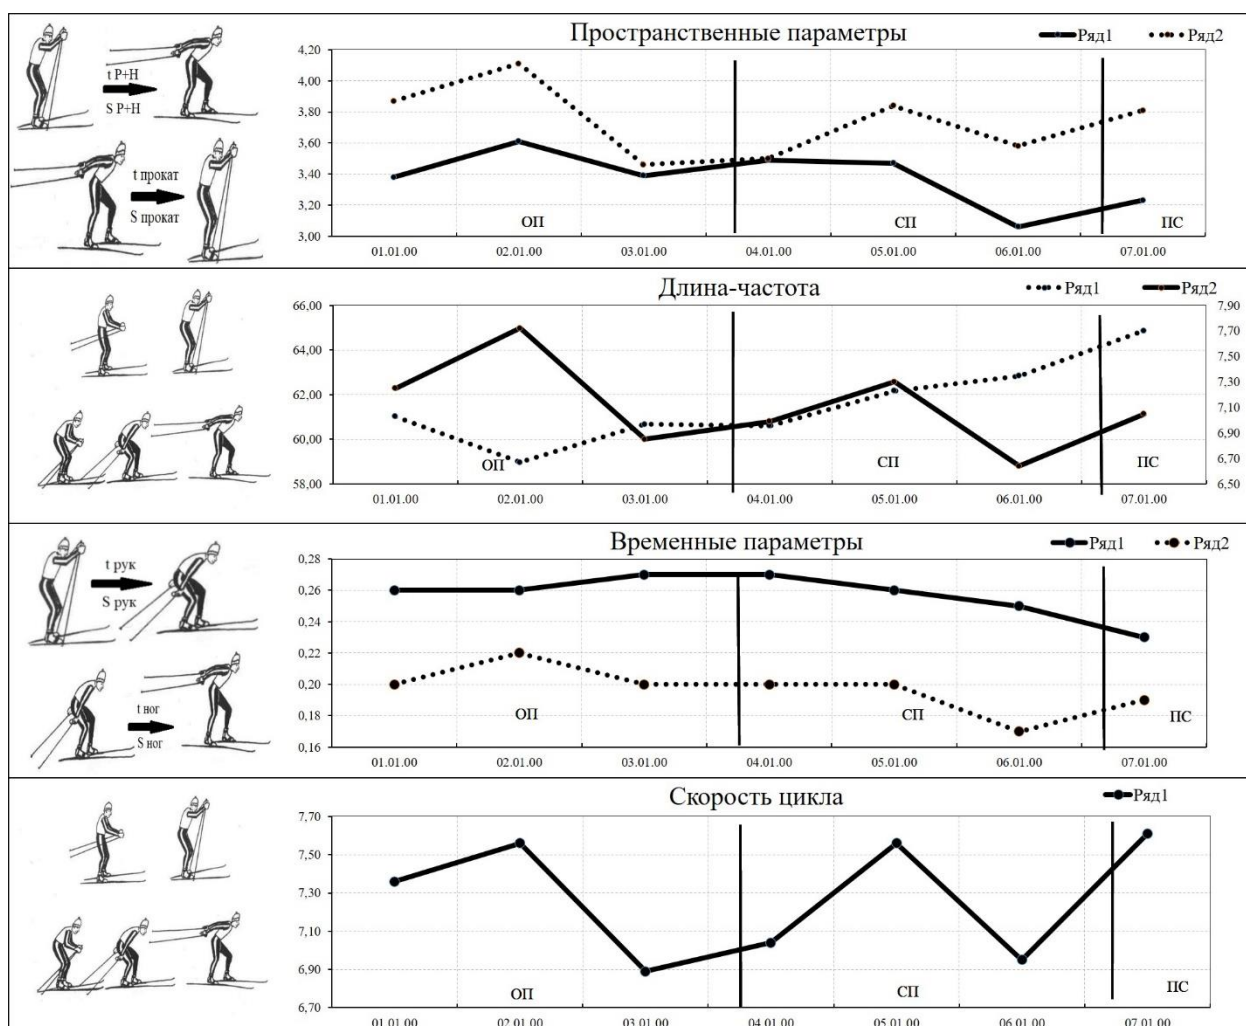 Пространственные параметры
Ряд1 Ряд2
t Р+Н
S Р+Н
t прокат
S прокат
4,20
4,00
3,80
3,60
3,40
3,20
3,00
ОП СП ПС
01.01.00 02.01.00 03.01.00 04.01.00 05.01.00 06.01.00 07.01.00
Длина-частота
Ряд1 Ряд2
66,00 7,90
7,70
64,00 7,50
7,30
62,00 7,10
60,00 6,90
6,70
58,00 6,50
ОП СП ПС
01.01.00 02.01.00 03.01.00 04.01.00 05.01.00 06.01.00 07.01.00
Временные параметры
Ряд1 Ряд2
t рук
S рук
t ног
S ног
0,28
0,26
0,24
0,22
0,20
0,18
0,16
ОП СП ПС
01.01.00 02.01.00 03.01.00 04.01.00 05.01.00 06.01.00 07.01.00
Скорость цикла
Ряд1
7,70
7,50
7,30
7,10
6,90
6,70
ОП СП ПС
01.01.00 02.01.00 03.01.00 04.01.00 05.01.00 06.01.00 07.01.00